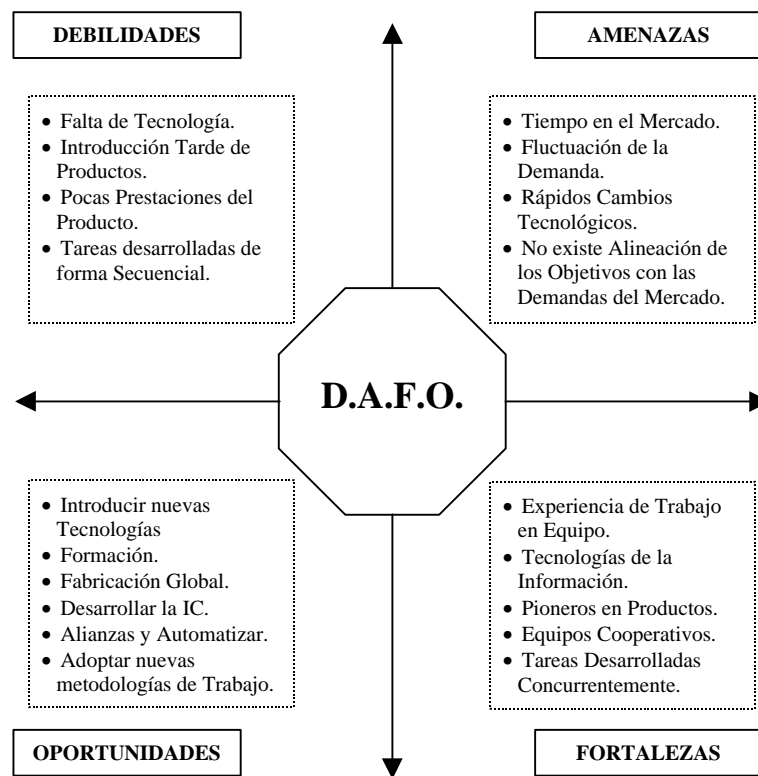 DEBILIDADES
AMENAZAS
• Falta de Tecnología.
• Introducción Tarde de
Productos.
• Pocas Prestaciones del
Producto.
• Tareas desarrolladas de
forma Secuencial.
• Tiempo en el Mercado.
• Fluctuación de la
Demanda.
• Rápidos Cambios
Tecnológicos.
• No existe Alineación de
los Objetivos con las
Demandas del Mercado.
D.A.F.O.
• Introducir nuevas
Tecnologías
• Formación.
• Fabricación Global.
• Desarrollar la IC.
• Alianzas y Automatizar.
• Adoptar nuevas
metodologías de Trabajo.
• Experiencia de Trabajo
en Equipo.
• Tecnologías de la
Información.
• Pioneros en Productos.
• Equipos Cooperativos.
• Tareas Desarrolladas
Concurrentemente.
OPORTUNIDADES
FORTALEZAS